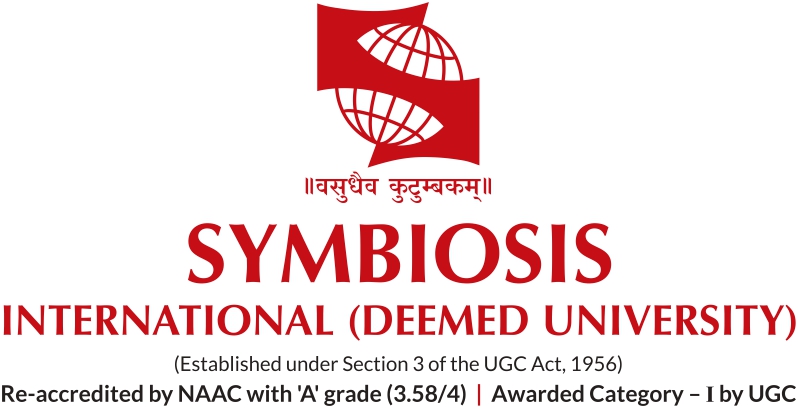 ॥वसुधैव कुटुम्बकम्॥
SYMBIOSIS
INTERNATIONAL (DEEMED UNIVERSITY)
(Established under Section 3 of the UGC Act, 1956)
Re-accredited by NAAC with 'A' grade (3.58/4) | Awarded Category – I by UGC